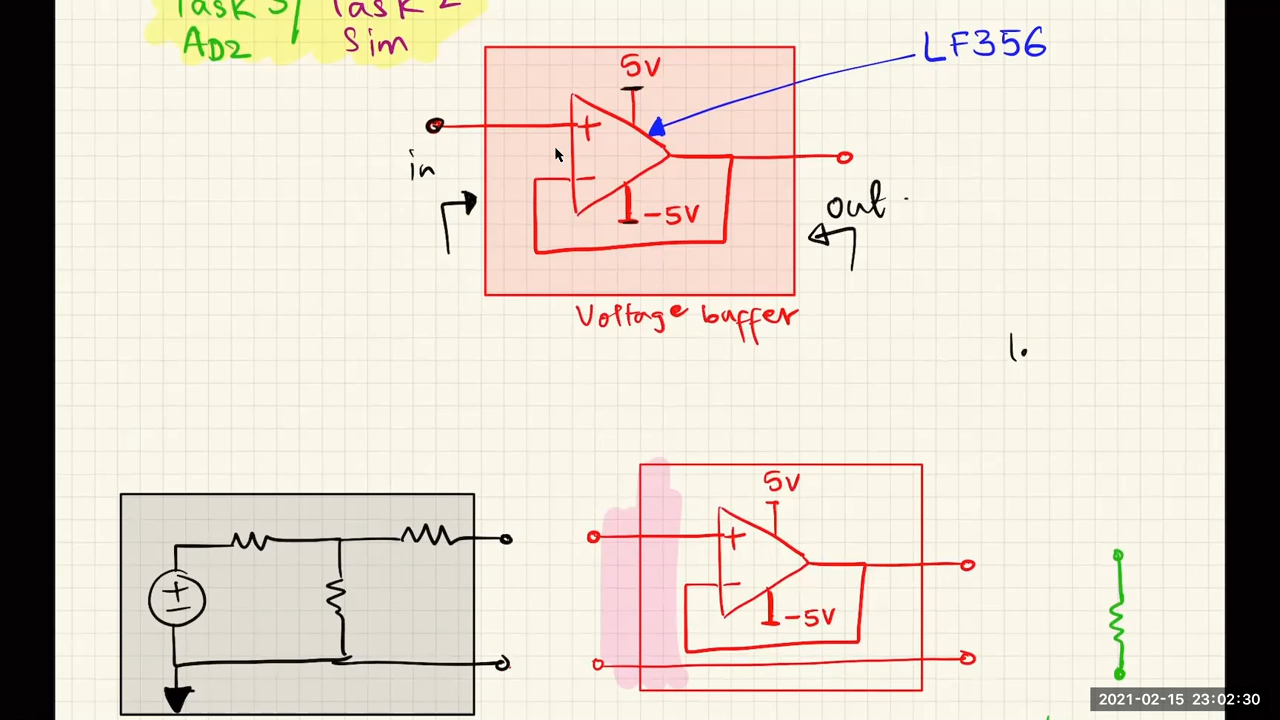 Task 3/ Task 2
AD2 Sim
LF356
5V
+
in
−
-5V
out
Voltage buffer
1.
5V
+
+
−
−
-5V
2021-02-15 23:02:30